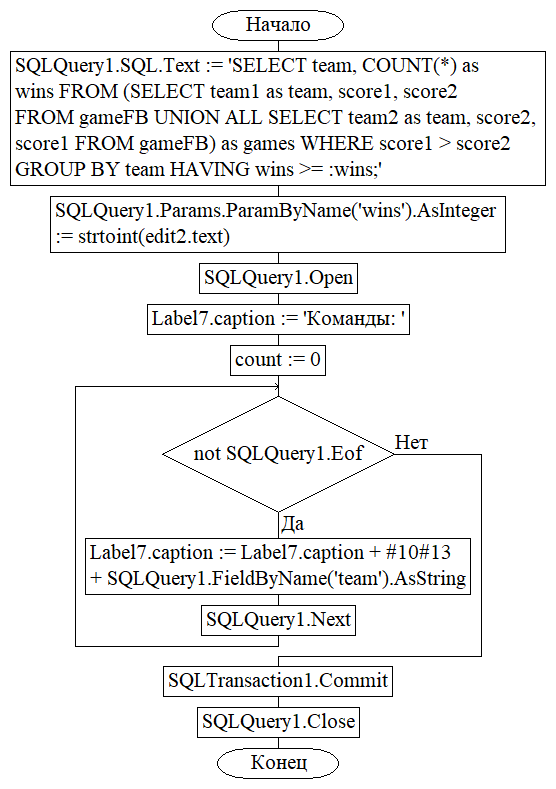 Начало
SQLQuery1.SQL.Text := 'SELECT team, COUNT(*) as
wins FROM (SELECT team1 as team, score1, score2
FROM gameFB UNION ALL SELECT team2 as team, score2,
score1 FROM gameFB) as games WHERE score1 > score2
GROUP BY team HAVING wins >= :wins;'
SQLQuery1.Params.ParamByName('wins').AsInteger
:= strtoint(edit2.text)
SQLQuery1.Open
Label7.caption := 'Команды: '
count := 0
not SQLQuery1.Eof
Нет
Да
Label7.caption := Label7.caption + #10#13
+ SQLQuery1.FieldByName('team').AsString
SQLQuery1.Next
SQLTransaction1.Commit
SQLQuery1.Close
Конец